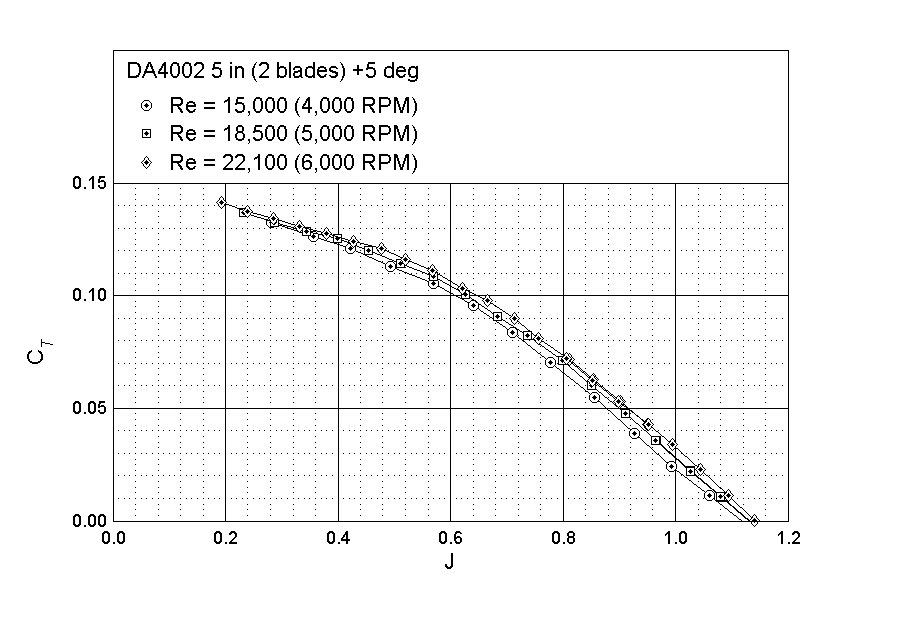 DA4002 5 in (2 blades) +5 deg
Re = 15,000 (4,000 RPM)
Re = 18,500 (5,000 RPM)
Re = 22,100 (6,000 RPM)
0.15
0.10
C_T
0.05
0.00
0.0 0.2 0.4 0.6 0.8 1.0 1.2
J